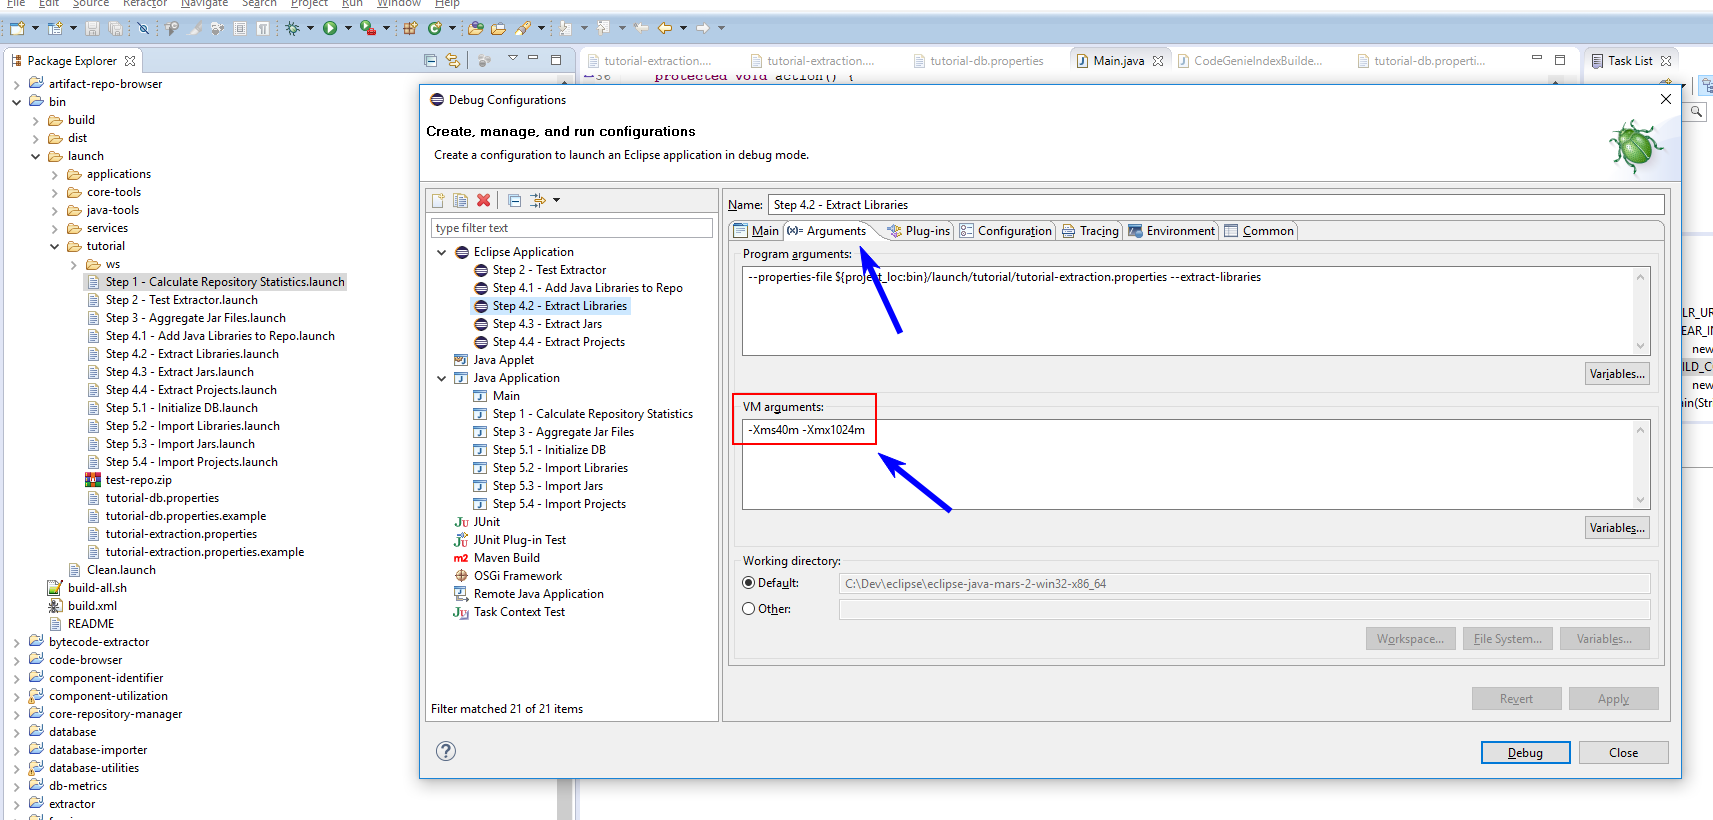 File Edit Source Refactor Navigate Search Project Run Window Help
Package Explorer
artifact-repo-browser
bin
build
dist
launch
applications
core-tools
java-tools
services
tutorial
ws
Step 1 - Calculate Repository Statistics.launch
Step 2 - Test Extractor.launch
Step 3 - Aggregate Jar Files.launch
Step 4.1 - Add Java Libraries to Repo.launch
Step 4.2 - Extract Libraries.launch
Step 4.3 - Extract Jars.launch
Step 4.4 - Extract Projects.launch
Step 5.1 - Initialize DB.launch
Step 5.2 - Import Libraries.launch
Step 5.3 - Import Jars.launch
Step 5.4 - Import Projects.launch
test-repo.zip
tutorial-db.properties
tutorial-db.properties.example
tutorial-extraction.properties
tutorial-extraction.properties.example
Clean.launch
build-all.sh
build.xml
README
bytecode-extractor
code-browser
component-identifier
component-utilization
core-repository-manager
database
database-importer
database-utilities
db-metrics
extractor
tutorial-extraction.... tutorial-extraction.... tutorial-db.properties Main.java CodeGenieIndexBuilde... tutorial-db.properti...
Task List
36 protected void action() {
Debug Configurations
Create, manage, and run configurations
Create a configuration to launch an Eclipse application in debug mode.
type filter text
Eclipse Application
Step 2 - Test Extractor
Step 4.1 - Add Java Libraries to Repo
Step 4.2 - Extract Libraries
Step 4.3 - Extract Jars
Step 4.4 - Extract Projects
Java Applet
Java Application
Main
Step 1 - Calculate Repository Statistics
Step 3 - Aggregate Jar Files
Step 5.1 - Initialize DB
Step 5.2 - Import Libraries
Step 5.3 - Import Jars
Step 5.4 - Import Projects
JUnit
JUnit Plug-in Test
Maven Build
OSGi Framework
Remote Java Application
Task Context Test
Filter matched 21 of 21 items
Name: Step 4.2 - Extract Libraries
Main (x)= Arguments Plug-ins Configuration Tracing Environment Common
Program arguments:
--properties-file ${project_loc:bin}/launch/tutorial/tutorial-extraction.properties --extract-libraries
Variables...
VM arguments:
-Xms40m -Xmx1024m
Variables...
Working directory:
Default: C:\Dev\eclipse\eclipse-java-mars-2-win32-x86_64
Other:
Workspace... File System... Variables...
Revert Apply
Debug Close
LR_UR
EAR_IN
new
ILD_CO
new
ain(Str